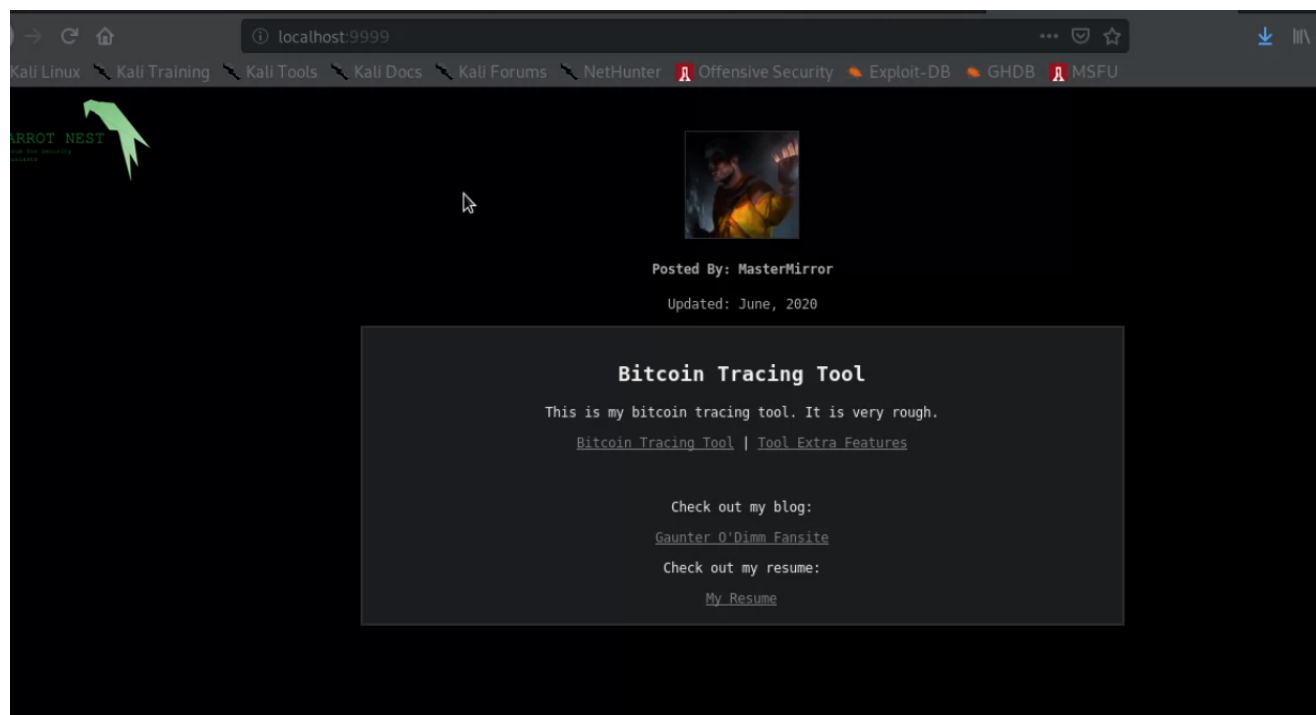 localhost:9999
Kali Linux Kali Training Kali Tools Kali Docs Kali Forums NetHunter Offensive Security Exploit-DB GHDB MSFU
ARROT NEST
Posted By: MasterMirror
Updated: June, 2020
Bitcoin Tracing Tool
This is my bitcoin tracing tool. It is very rough.
Bitcoin Tracing Tool | Tool Extra Features
Check out my blog:
Gaunter O'Dimm Fansite
Check out my resume:
My Resume